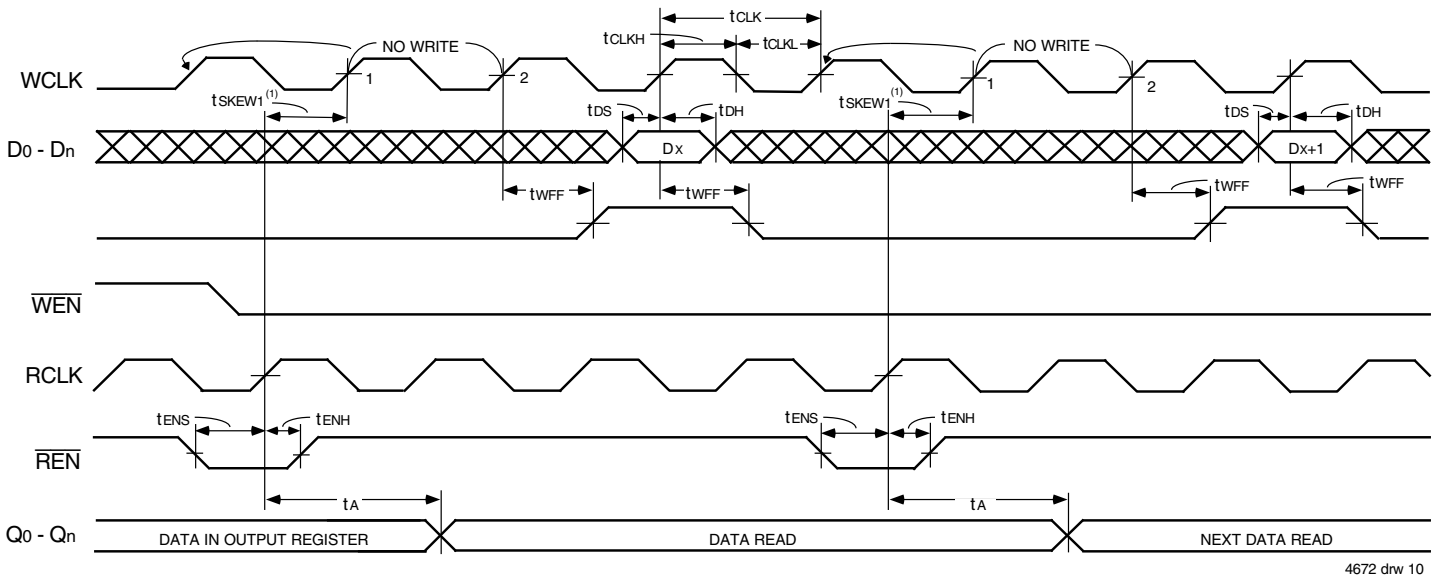 tCLK
tCLKH
tCLKL
NO WRITE
NO WRITE
WCLK
1
2
1
2
tSKEW1(1)
tDS
tDH
tSKEW1(1)
tDS
tDH
D0 - Dn
DX
DX+1
tWFF
tWFF
tWFF
tWFF
WEN
RCLK
tENS
tENH
tENS
tENH
REN
tA
tA
Q0 - Qn
DATA IN OUTPUT REGISTER
DATA READ
NEXT DATA READ
4672 drw 10